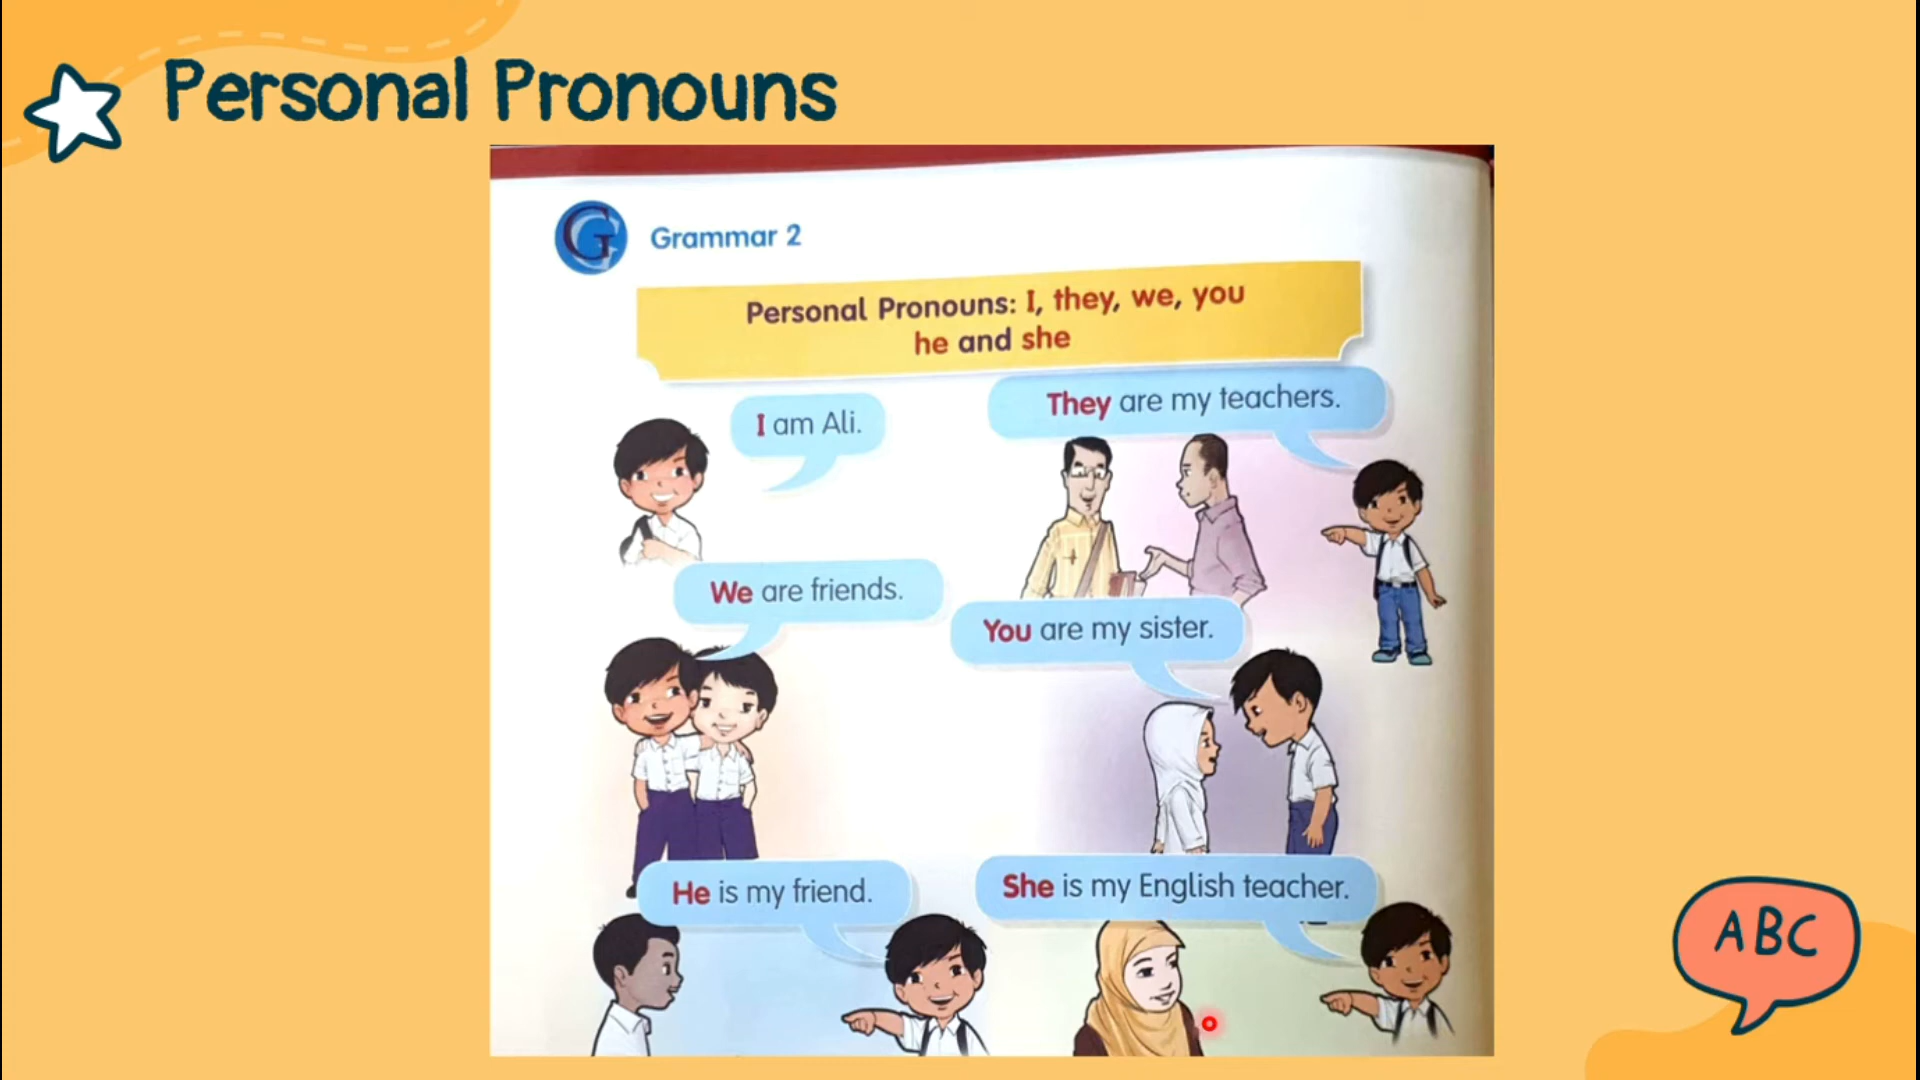 Personal Pronouns
G
Grammar 2
Personal Pronouns: I, they, we, you
he and she
I am Ali.
They are my teachers.
We are friends.
You are my sister.
He is my friend.
She is my English teacher.
ABC